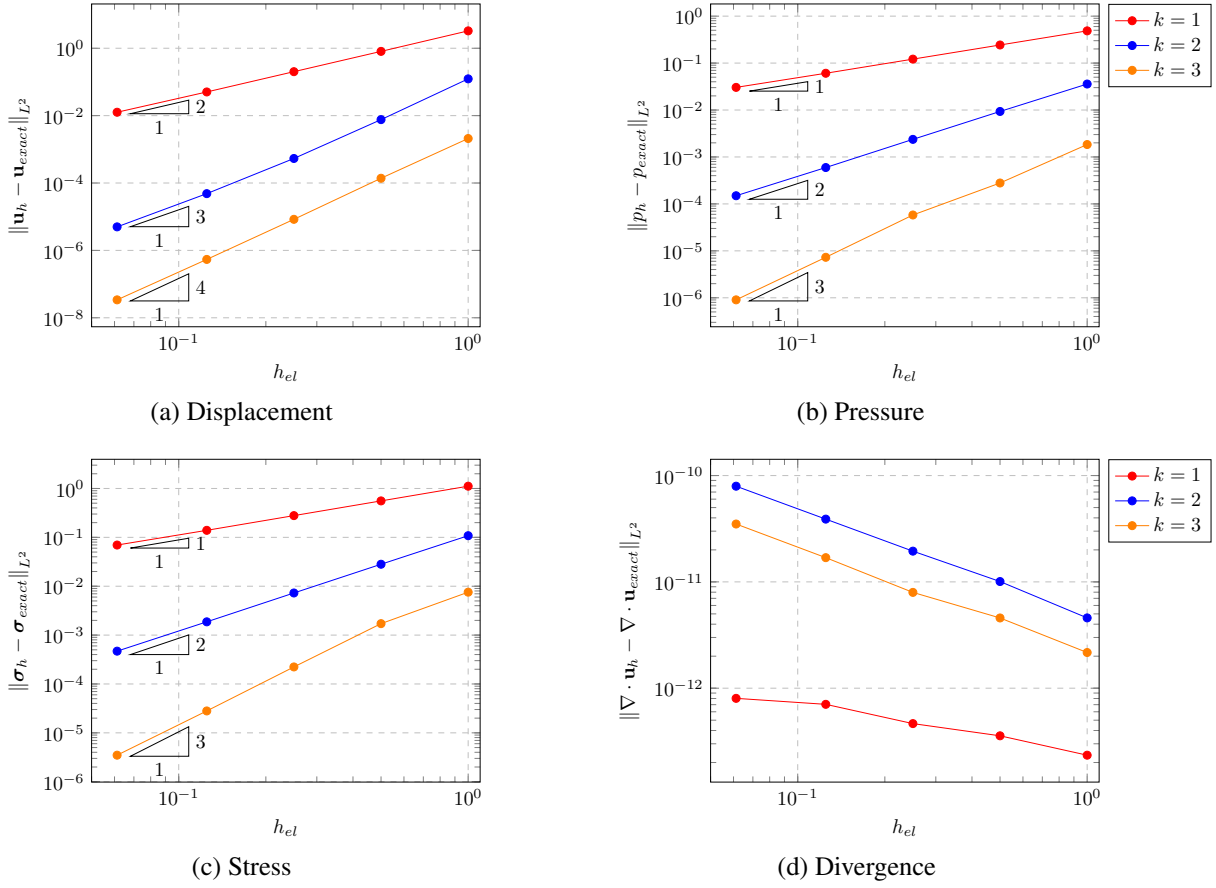 10^0
10^−2
10^−4
10^−6
10^−8
‖u_h − u_exact‖_{L^2}
2
1
3
1
4
1
10^−1
10^0
h_el
(a) Displacement
10^0
10^−1
10^−2
10^−3
10^−4
10^−5
10^−6
‖p_h − p_exact‖_{L^2}
1
1
2
1
3
1
10^−1
10^0
h_el
(b) Pressure
k = 1
k = 2
k = 3
10^0
10^−1
10^−2
10^−3
10^−4
10^−5
10^−6
‖σ_h − σ_exact‖_{L^2}
1
1
2
1
3
1
10^−1
10^0
h_el
(c) Stress
10^−10
10^−11
10^−12
‖∇ · u_h − ∇ · u_exact‖_{L^2}
10^−1
10^0
h_el
(d) Divergence
k = 1
k = 2
k = 3